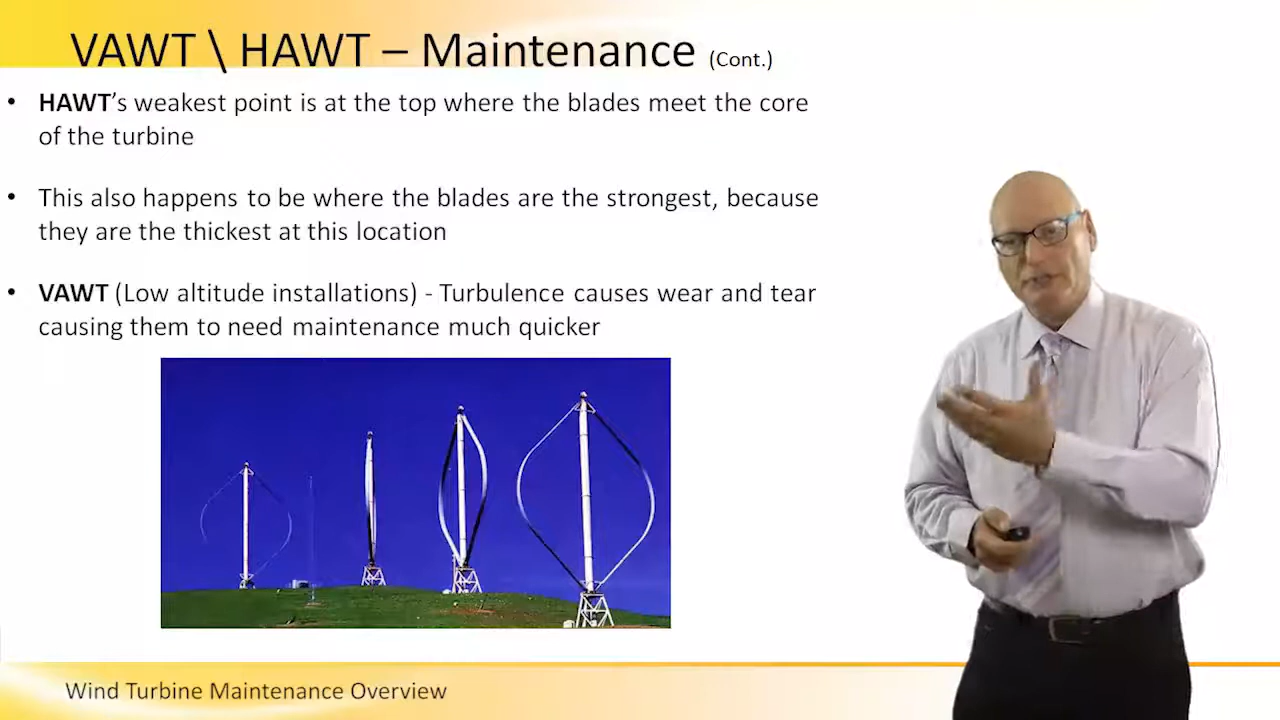 VAWT \ HAWT – Maintenance (Cont.)
• HAWT's weakest point is at the top where the blades meet the core
of the turbine
• This also happens to be where the blades are the strongest, because
they are the thickest at this location
• VAWT (Low altitude installations) - Turbulence causes wear and tear
causing them to need maintenance much quicker
Wind Turbine Maintenance Overview